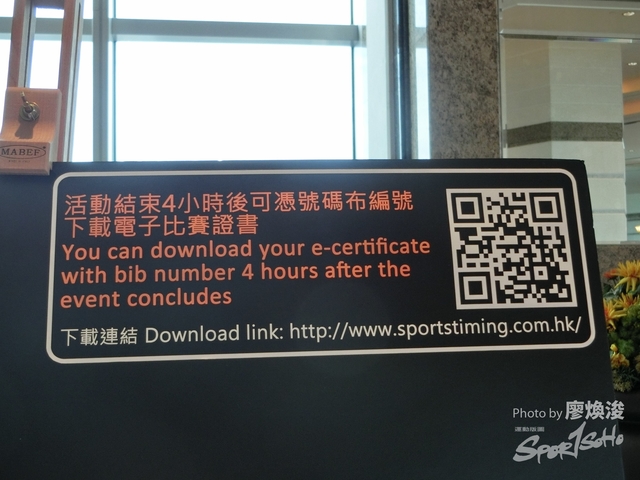 MABEF
活動結束4小時後可憑號碼布編號
下載電子比賽證書
You can download your e-certificate
with bib number 4 hours after the
event concludes
下載連結 Download link: http://www.sportstiming.com.hk/
Photo by 廖煥浚
運動版圖
SPORTSOHO